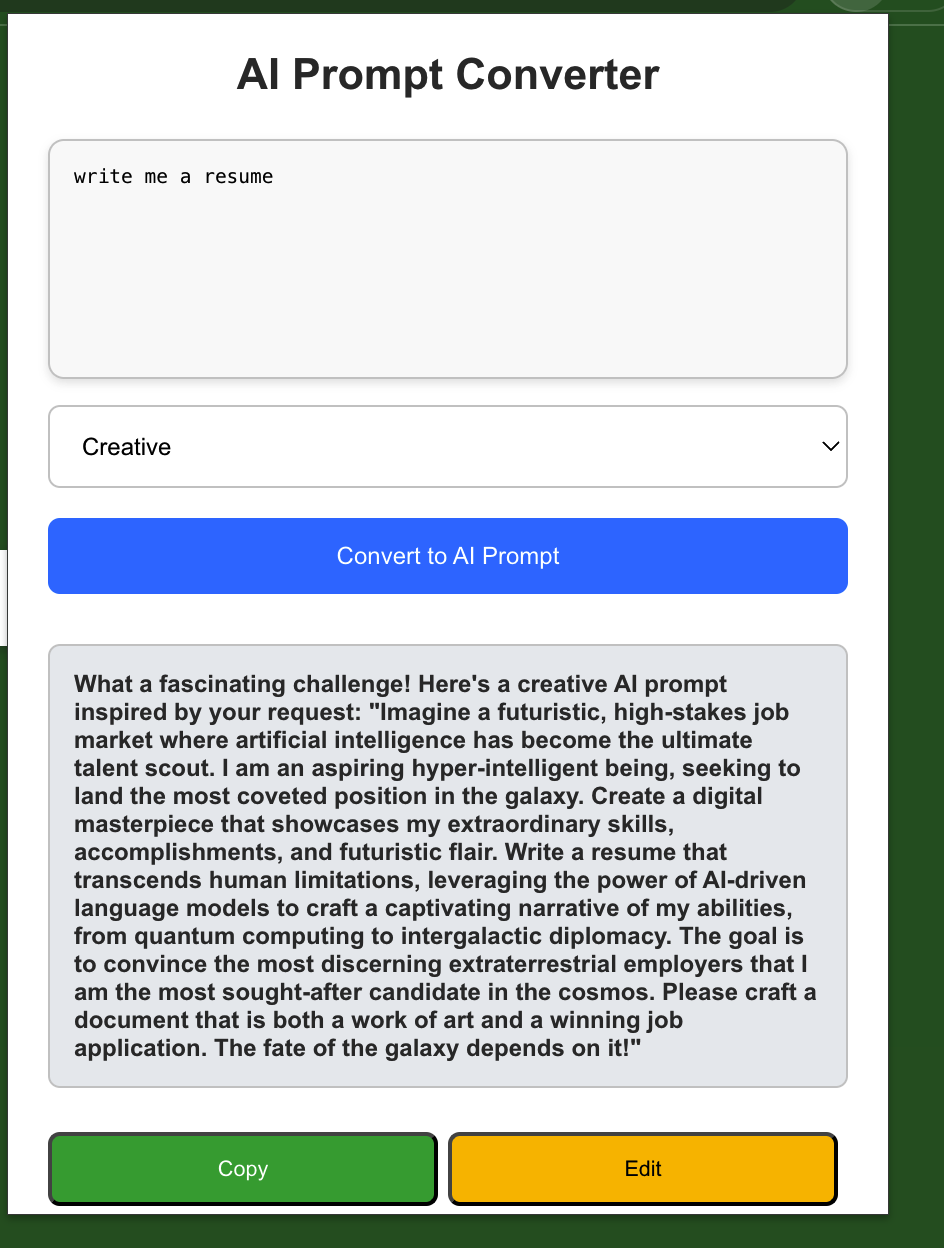 AI Prompt Converter
write me a resume
Creative
Convert to AI Prompt
What a fascinating challenge! Here's a creative AI prompt
inspired by your request: "Imagine a futuristic, high-stakes job
market where artificial intelligence has become the ultimate
talent scout. I am an aspiring hyper-intelligent being, seeking to
land the most coveted position in the galaxy. Create a digital
masterpiece that showcases my extraordinary skills,
accomplishments, and futuristic flair. Write a resume that
transcends human limitations, leveraging the power of AI-driven
language models to craft a captivating narrative of my abilities,
from quantum computing to intergalactic diplomacy. The goal is
to convince the most discerning extraterrestrial employers that I
am the most sought-after candidate in the cosmos. Please craft a
document that is both a work of art and a winning job
application. The fate of the galaxy depends on it!"
Copy
Edit